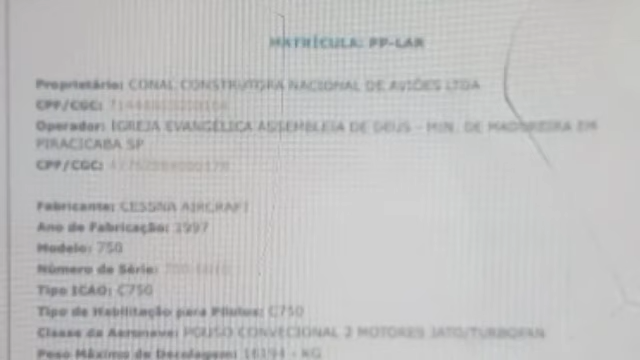 MATRÍCULA: PP-LAR
Proprietário: CONAL CONSTRUTORA NACIONAL DE AVIÕES LTDA
CPF/CGC:
Operador: IGREJA EVANGÉLICA ASSEMBLEIA DE DEUS - MIN. DE MADUREIRA EM
PIRACICABA SP
CPF/CGC:
Fabricante: CESSNA AIRCRAFT
Ano de Fabricação: 1997
Modelo: 750
Número de Série:
Tipo ICAO: C750
Tipo de Habilitação para Pilotos: C750
Classe da Aeronave: POUSO CONVECIONAL 2 MOTORES JATO/TURBOFAN
Peso Máximo de Decolagem: 16194 - KG